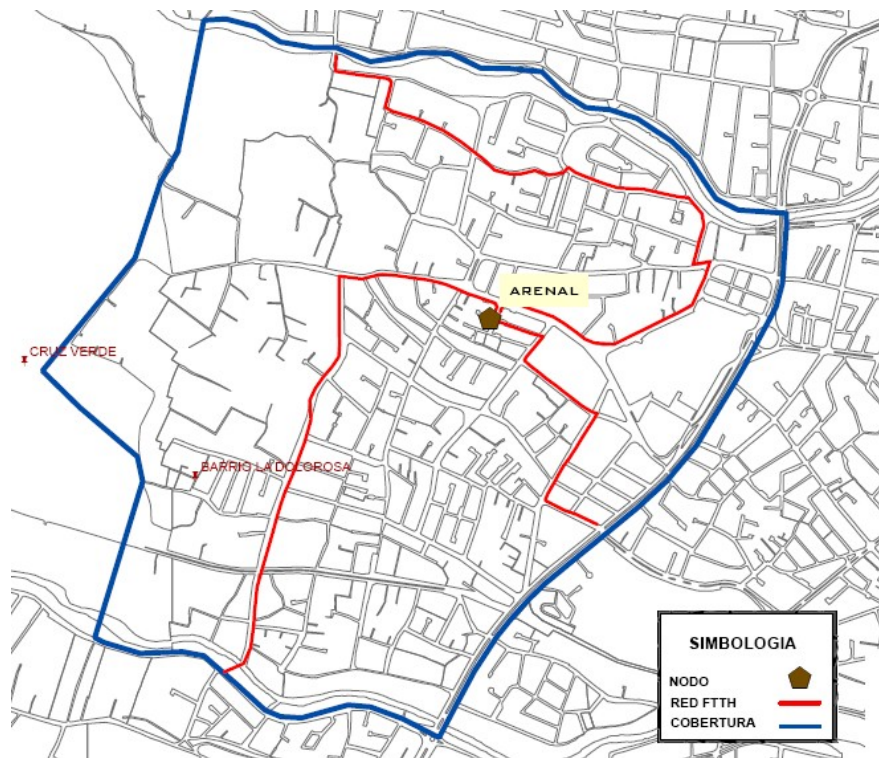 ARENAL
CRUZ VERDE
BARRIO LA DOLOROSA
SIMBOLOGIA
NODO
RED FTTH
COBERTURA